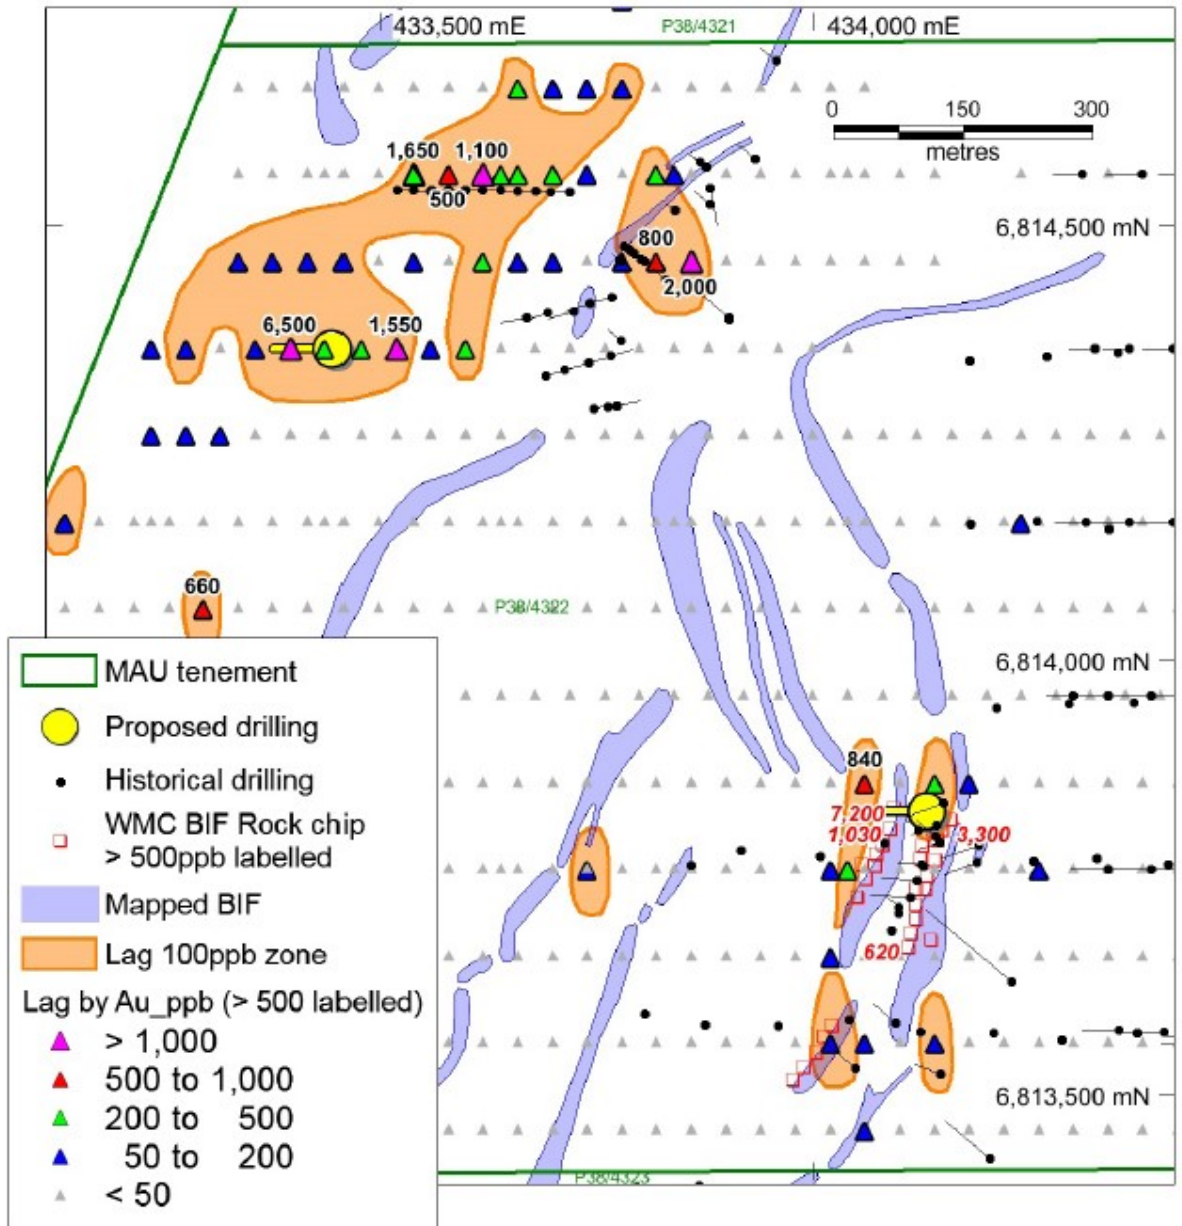 433,500 mE
P38/4321
434,000 mE
0 150 300
metres
1,650
1,100
500
800
6,814,500 mN
2,000
6,500
1,550
660
P38/4322
6,814,000 mN
MAU tenement
Proposed drilling
Historical drilling
WMC BIF Rock chip
> 500ppb labelled
Mapped BIF
Lag 100ppb zone
Lag by Au_ppb (> 500 labelled)
> 1,000
500 to 1,000
200 to 500
50 to 200
< 50
840
7,200
1,030
3,300
620
6,813,500 mN
P38/4323